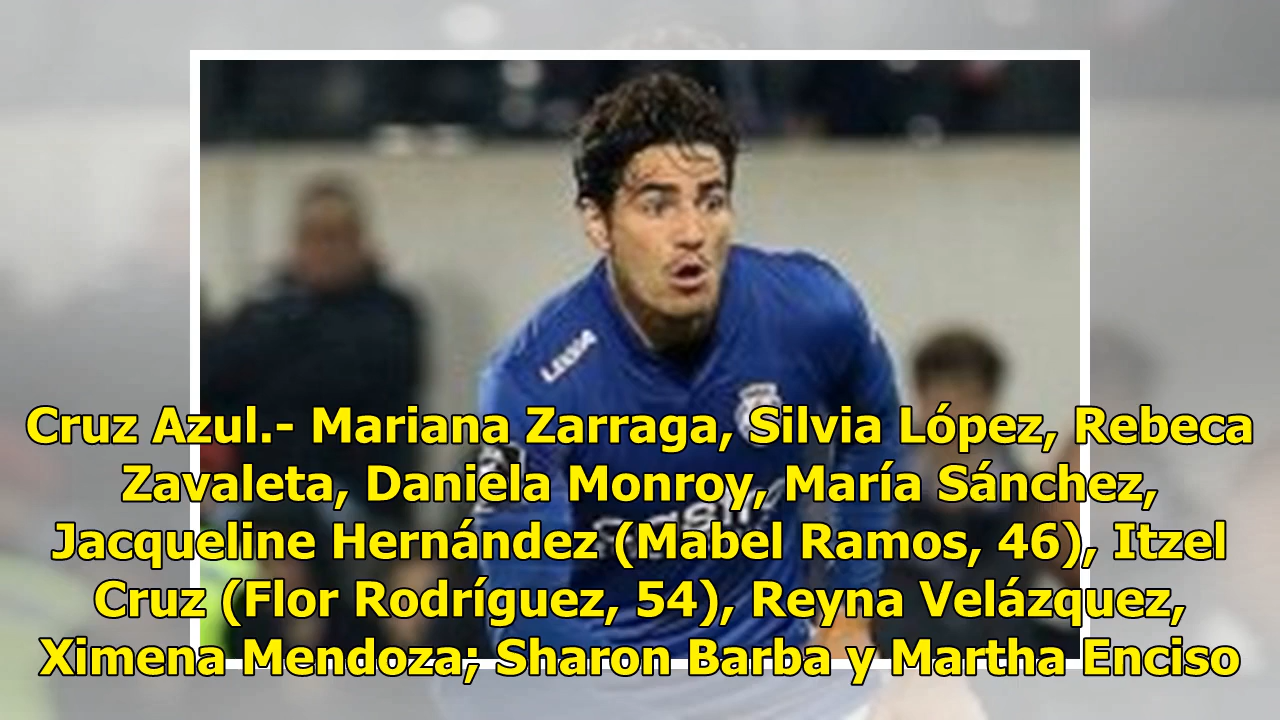 LEGEA
Cruz Azul.- Mariana Zarraga, Silvia López, Rebeca
Zavaleta, Daniela Monroy, María Sánchez,
Jacqueline Hernández (Mabel Ramos, 46), Itzel
Cruz (Flor Rodríguez, 54), Reyna Velázquez,
Ximena Mendoza; Sharon Barba y Martha Enciso